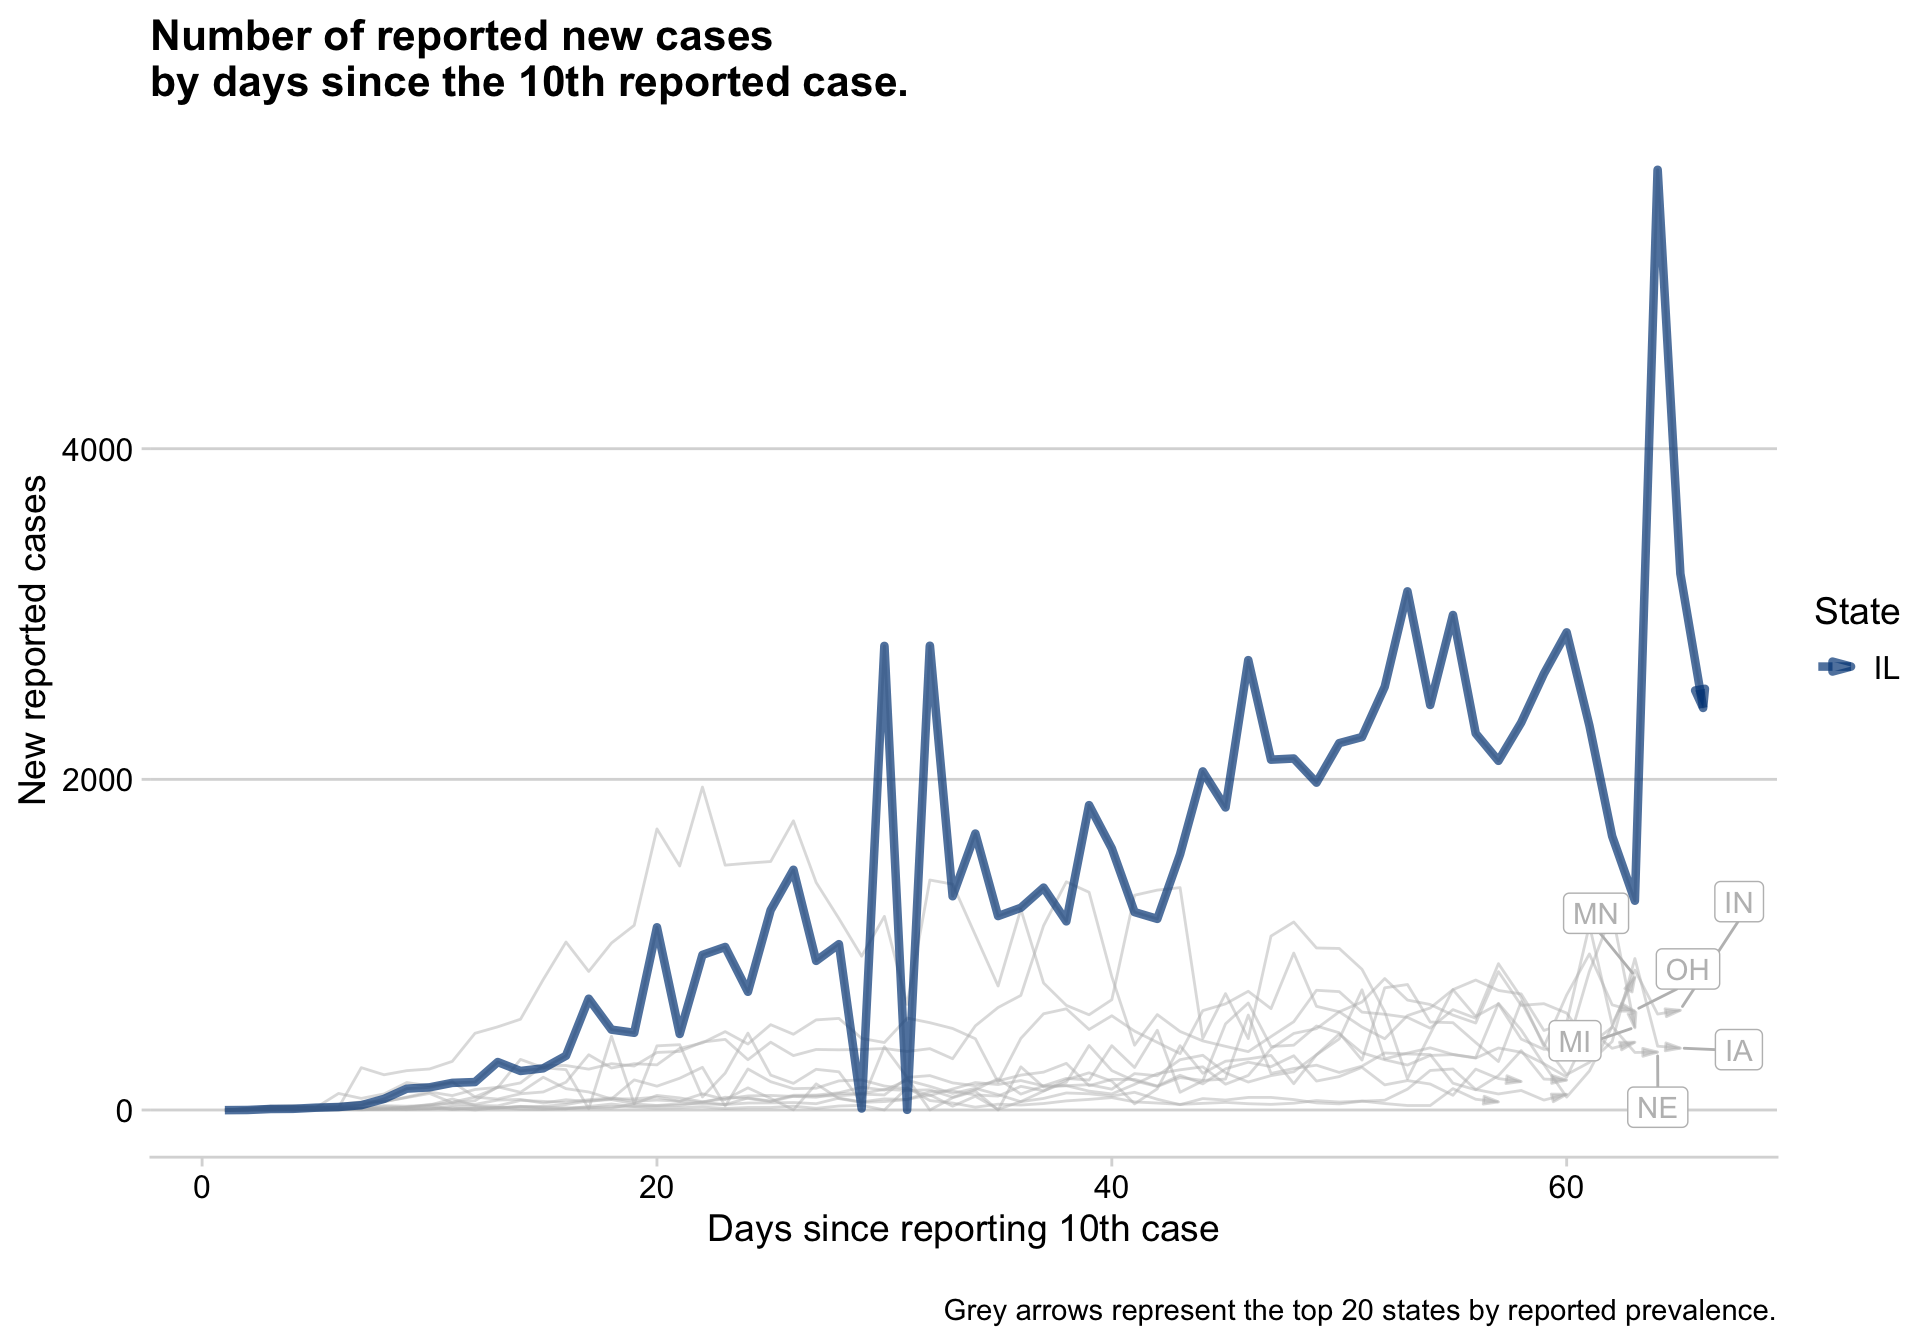 Number of reported new cases
by days since the 10th reported case.
New reported cases
4000
2000
0
MN
IN
OH
MI
IA
NE
State
IL
0
20
40
60
Days since reporting 10th case
Grey arrows represent the top 20 states by reported prevalence.